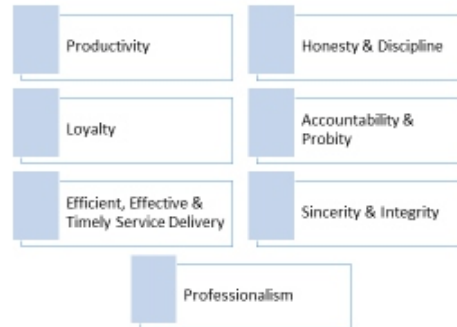 Productivity
Honesty & Discipline
Loyalty
Accountability &
Probity
Efficient, Effective &
Timely Service Delivery
Sincerity & Integrity
Professionalism